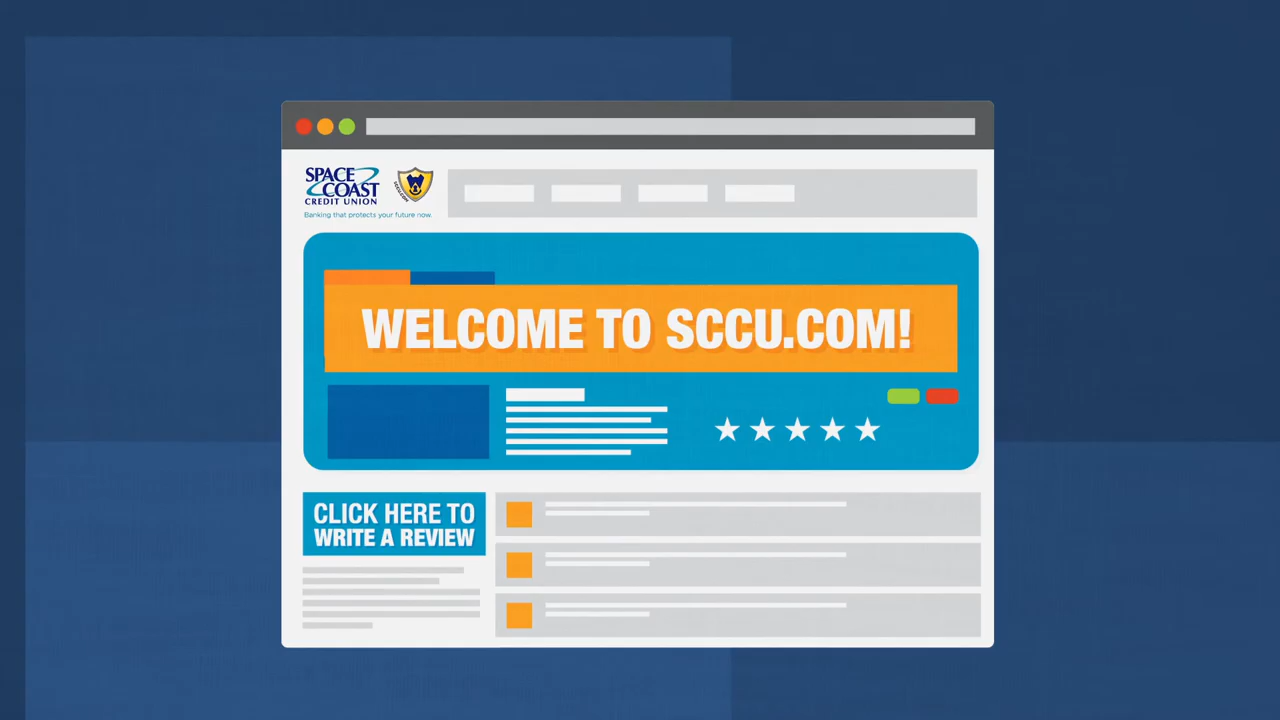 SPACE
COAST
CREDIT UNION
Banking that protects your future now.
WELCOME TO SCCU.COM!
CLICK HERE TO
WRITE A REVIEW